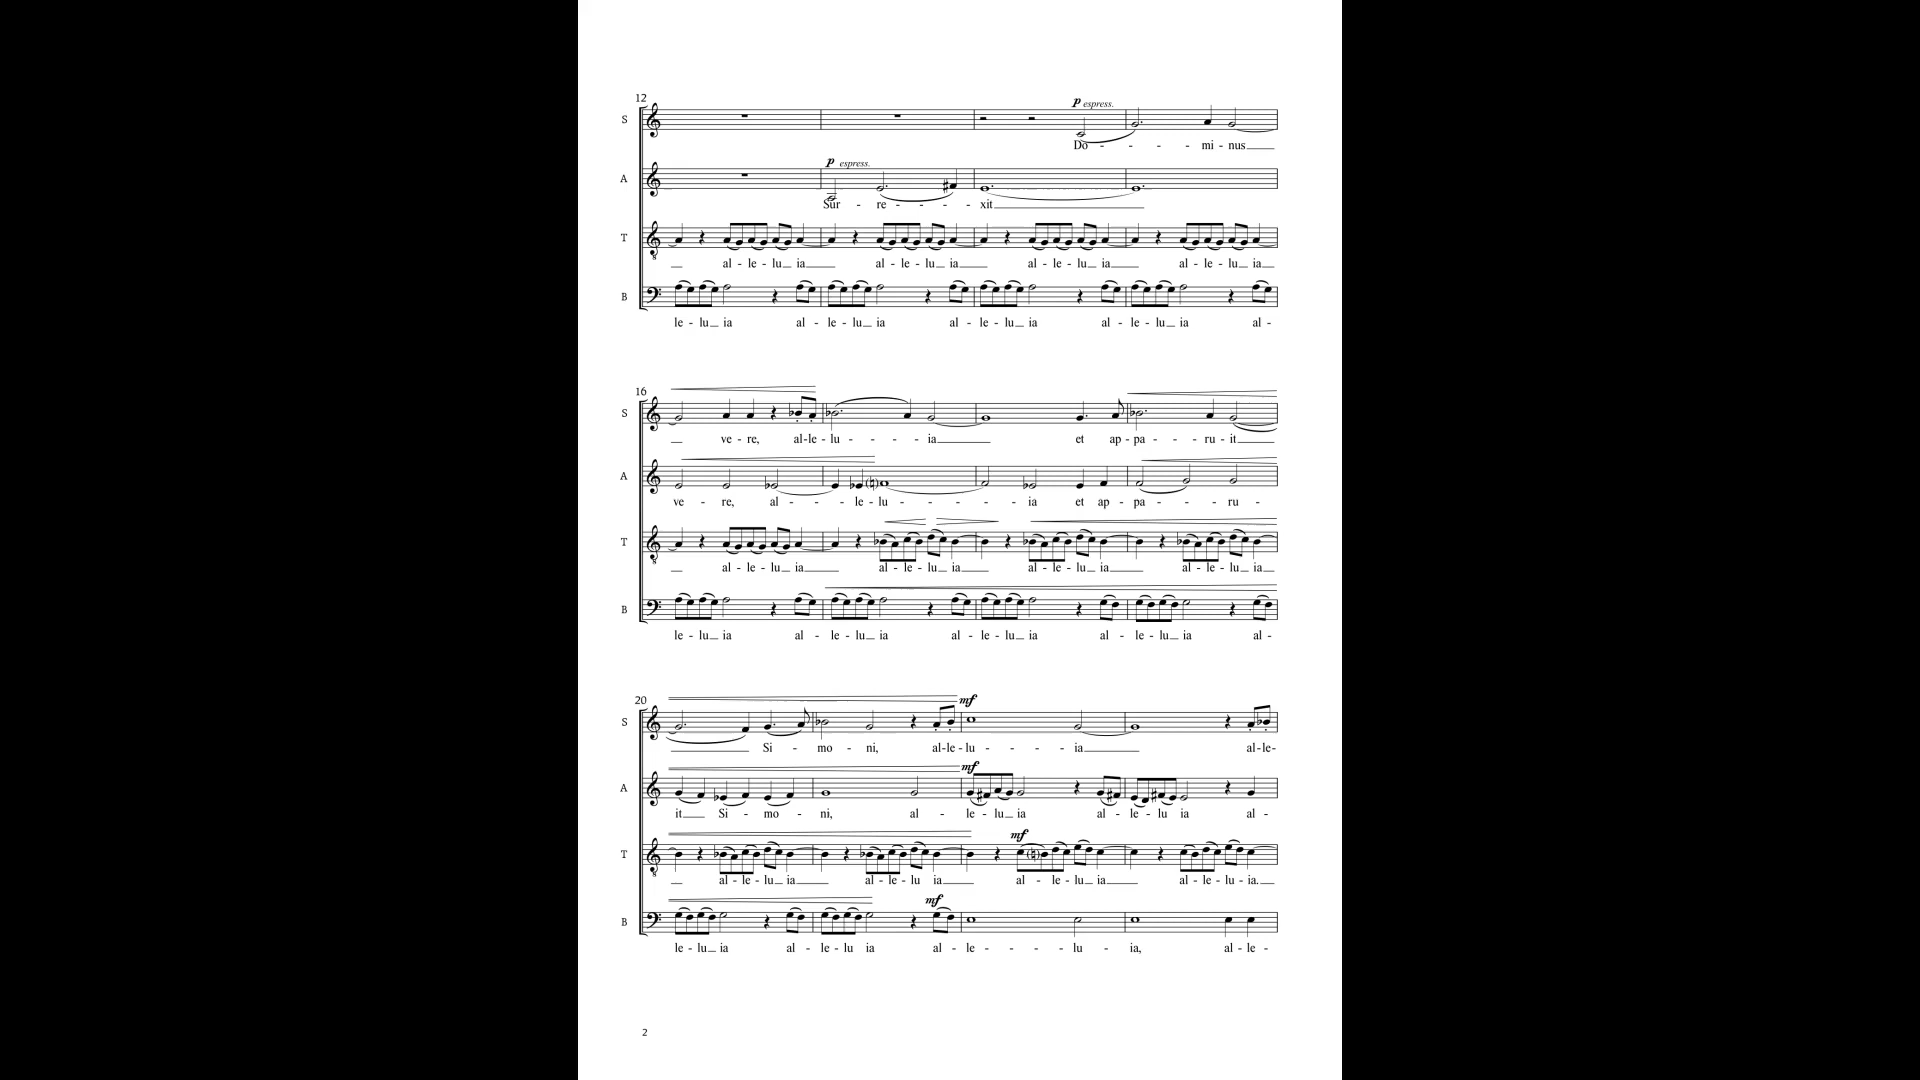 12
p espress.
S
Do - - - mi - nus
p espress.
A
Sur - re - - - xit
T
al - le - lu ia al - le - lu ia al - le - lu ia al - le - lu ia
B
le - lu ia al - le - lu ia al - le - lu ia al - le - lu ia al -
16
S
ve - re, al - le - lu - - - ia et ap - pa - - - ru - it
A
ve - re, al - - - le - lu - - - - ia et ap - pa - - - ru -
T
al - le - lu ia al - le - lu ia al - le - lu ia al - le - lu ia
B
le - lu ia al - le - lu ia al - le - lu ia al - le - lu ia al -
20
mf
S
Si - mo - ni, al - le - lu - - - ia al - le -
mf
A
it Si - mo - ni, al - le - lu ia al - le - lu ia al -
mf
T
al - le - lu ia al - le - lu ia al - le - lu ia al - le - lu - ia.
mf
B
le - lu ia al - le - lu ia al - le - - - lu - ia, al - le -
2